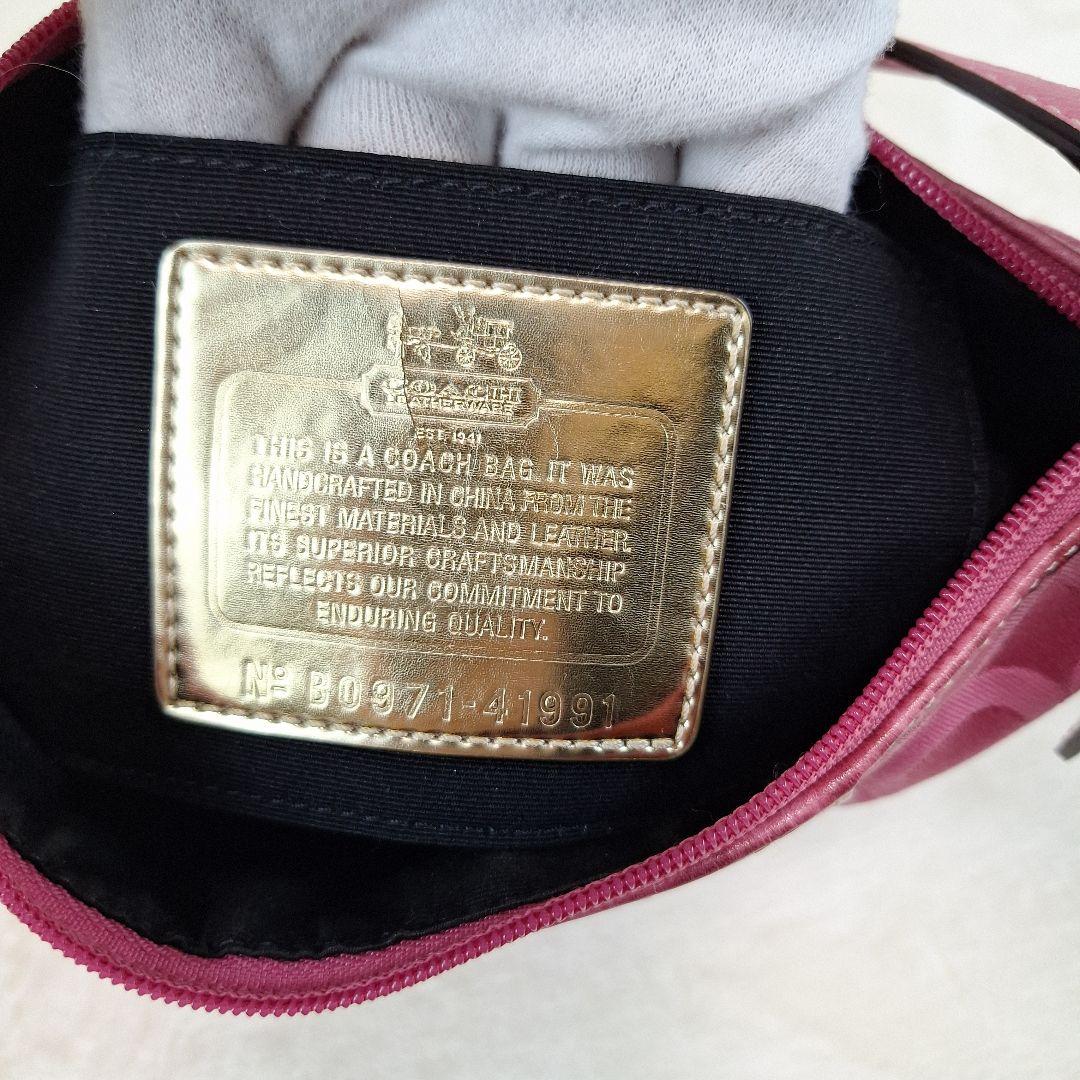 COACH
LEATHERWARE
EST. 1941
THIS IS A COACH BAG. IT WAS
HANDCRAFTED IN CHINA FROM THE
FINEST MATERIALS AND LEATHER.
ITS SUPERIOR CRAFTSMANSHIP
REFLECTS OUR COMMITMENT TO
ENDURING QUALITY.
Nº B0971-41991